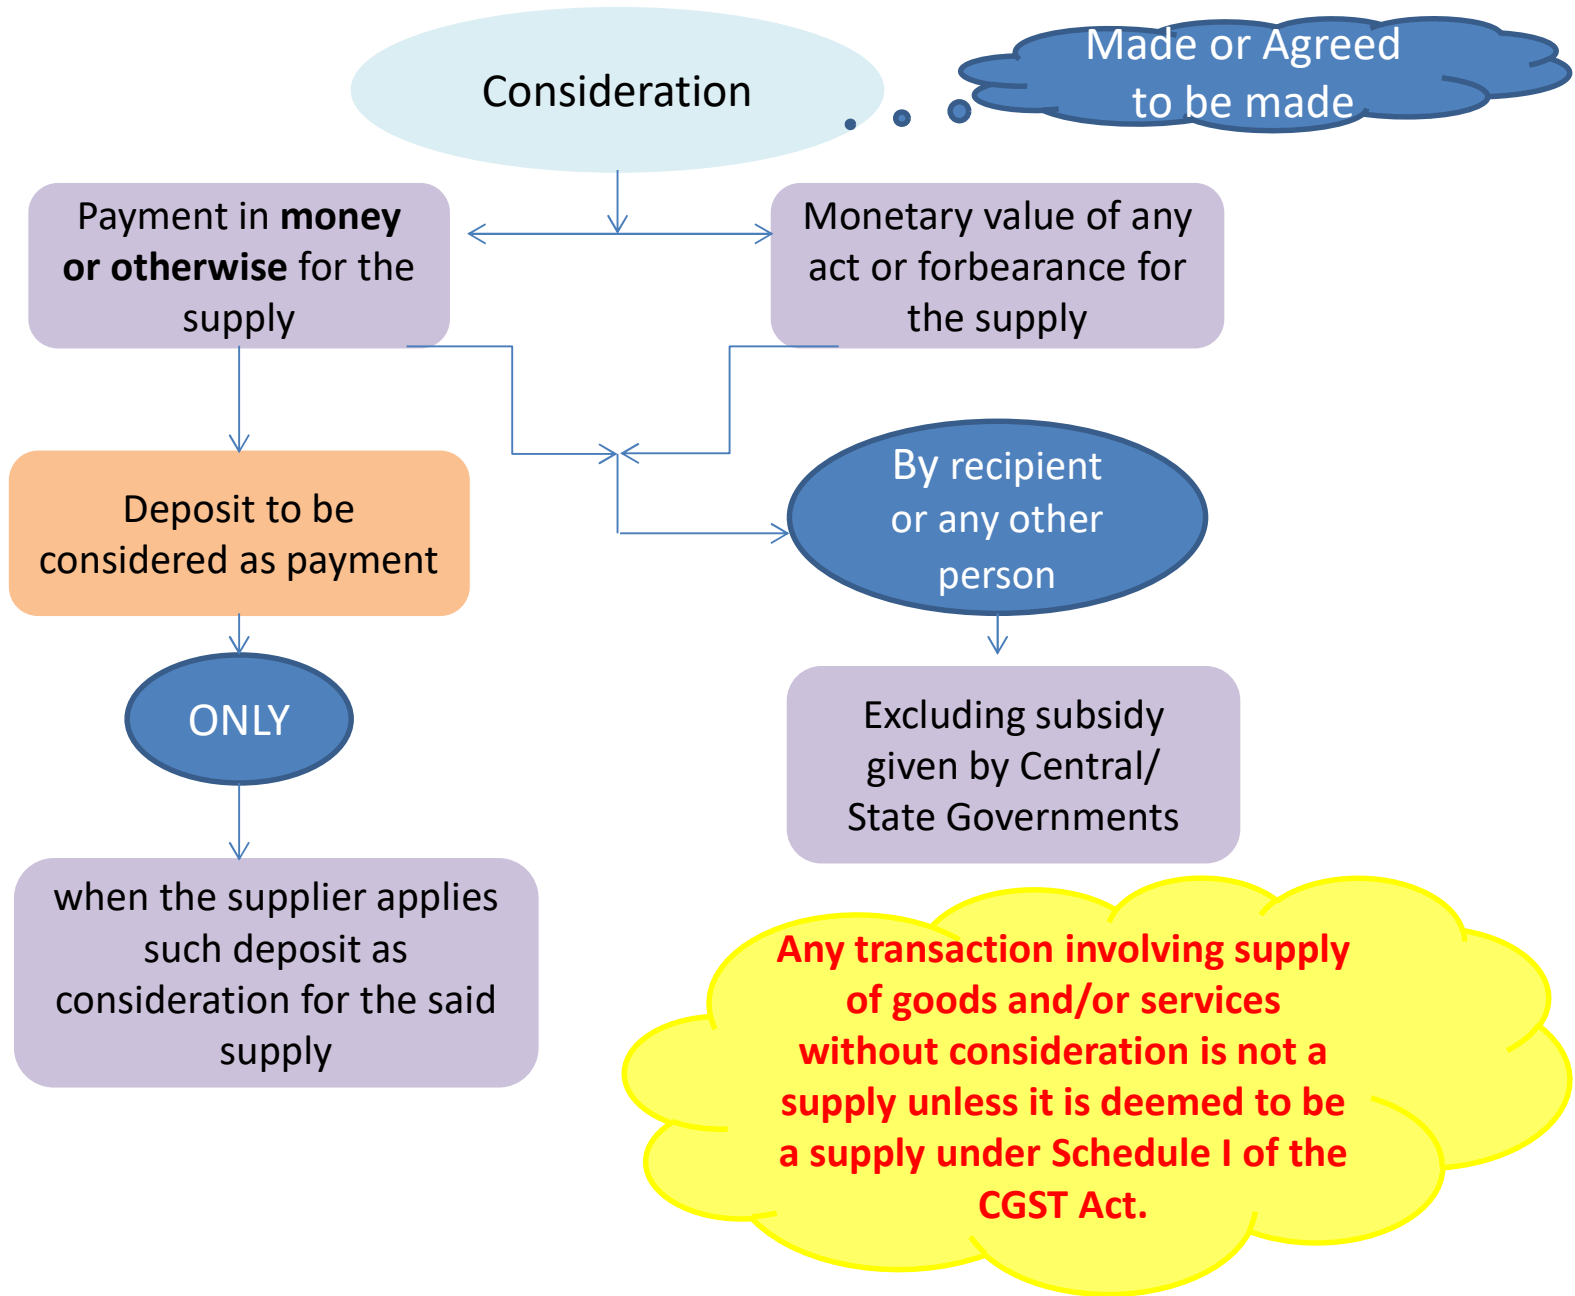 Consideration
Made or Agreed
to be made
Payment in money
or otherwise for the
supply
Monetary value of any
act or forbearance for
the supply
Deposit to be
considered as payment
By recipient
or any other
person
ONLY
Excluding subsidy
given by Central/
State Governments
when the supplier applies
such deposit as
consideration for the said
supply
Any transaction involving supply
of goods and/or services
without consideration is not a
supply unless it is deemed to be
a supply under Schedule I of the
CGST Act.